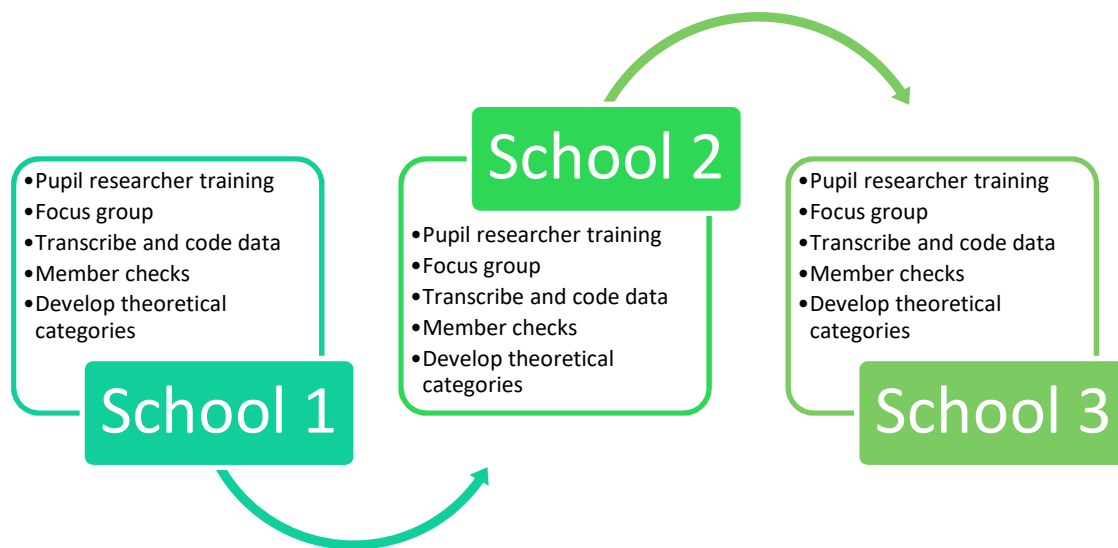 •Pupil researcher training
•Focus group
•Transcribe and code data
•Member checks
•Develop theoretical
categories
School 1
School 2
•Pupil researcher training
•Focus group
•Transcribe and code data
•Member checks
•Develop theoretical
categories
•Pupil researcher training
•Focus group
•Transcribe and code data
•Member checks
•Develop theoretical
categories
School 3